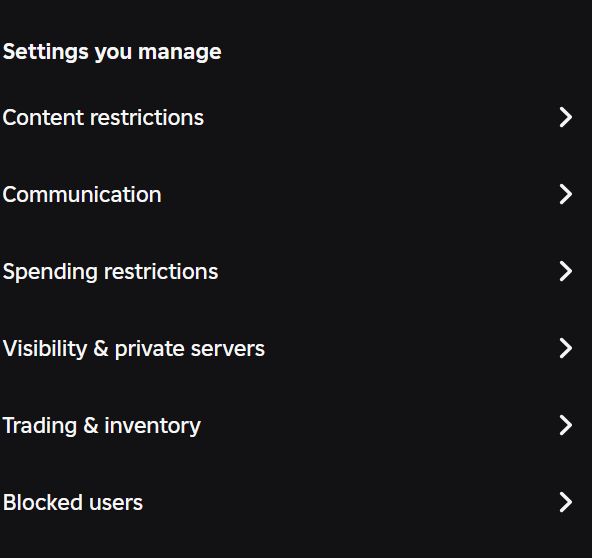 Settings you manage
Content restrictions
Communication
Spending restrictions
Visibility & private servers
Trading & inventory
Blocked users